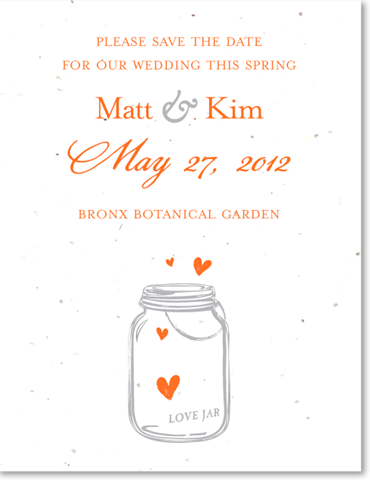 PLEASE SAVE THE DATE
FOR OUR WEDDING THIS SPRING
Matt & Kim
May 27, 2012
BRONX BOTANICAL GARDEN
LOVE JAR